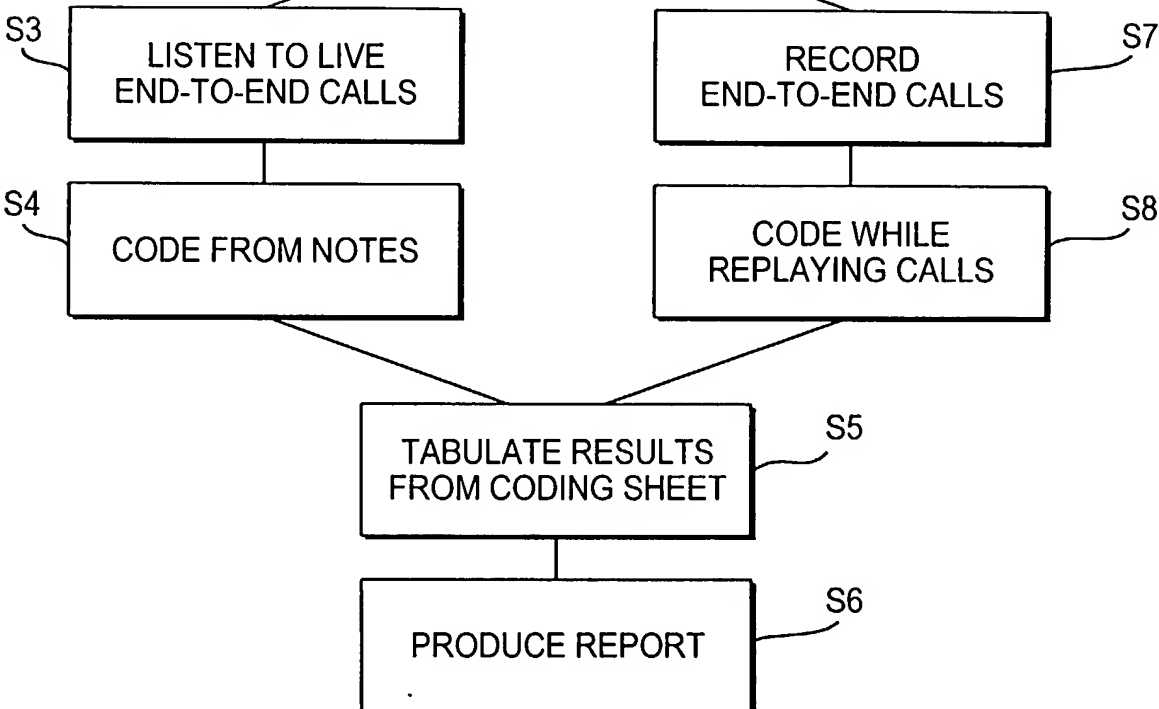 S3
LISTEN TO LIVE
END-TO-END CALLS
RECORD
END-TO-END CALLS
S7
S4
CODE FROM NOTES
CODE WHILE
REPLAYING CALLS
S8
TABULATE RESULTS
FROM CODING SHEET
S5
PRODUCE REPORT
S6